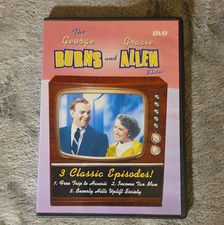 The
George Gracie
BURNS and ALLEN
Show
DVD
3 Classic Episodes!
1. Free Trip to Hawaii 2. Income Tax Man
3. Beverly Hills Uplift Society